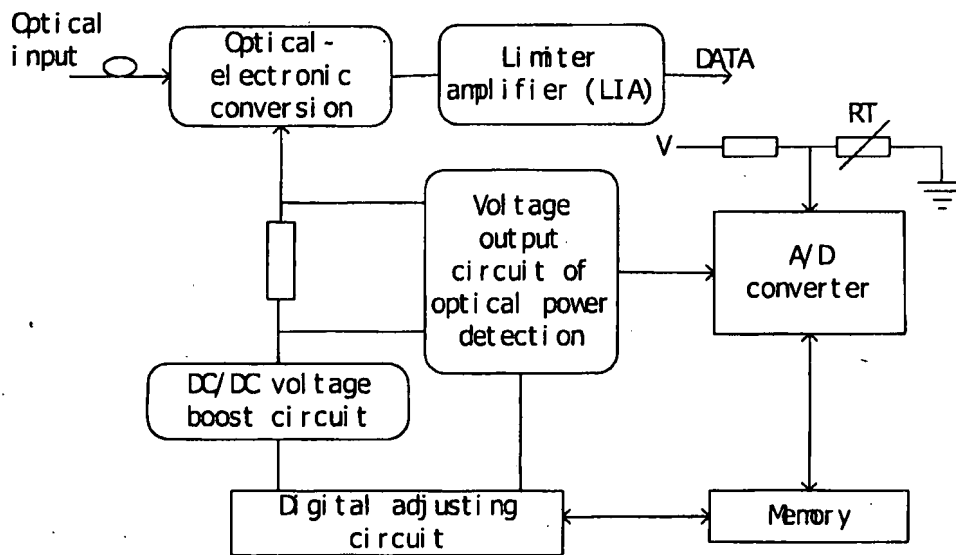 Optical
input
Optical-
electronic
conversion
Limiter
amplifier (LIA)
DATA
V
RT
Voltage
output
circuit of
optical power
detection
A/D
converter
DC/DC voltage
boost circuit
Digital adjusting
circuit
Memory